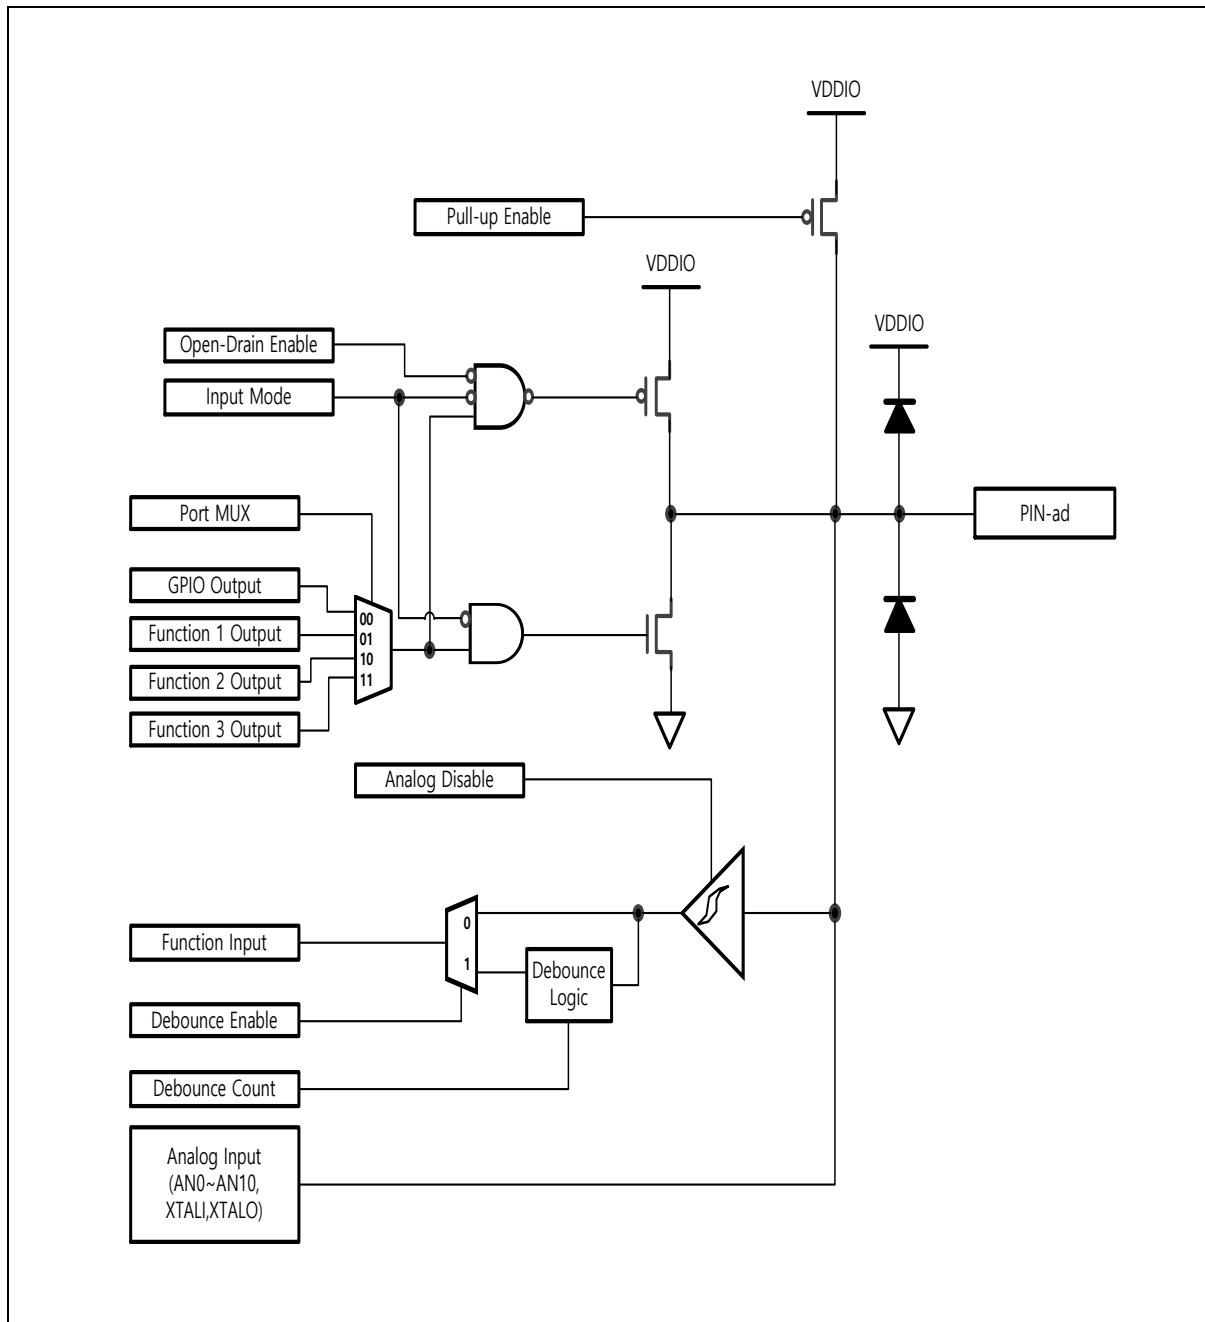 VDDIO
Pull-up Enable
VDDIO
VDDIO
Open-Drain Enable
Input Mode
Port MUX
PIN-ad
GPIO Output
Function 1 Output
Function 2 Output
Function 3 Output
00
01
10
11
Analog Disable
Function Input
0
1
Debounce
Logic
Debounce Enable
Debounce Count
Analog Input
(AN0~AN10,
XTALI,XTALO)